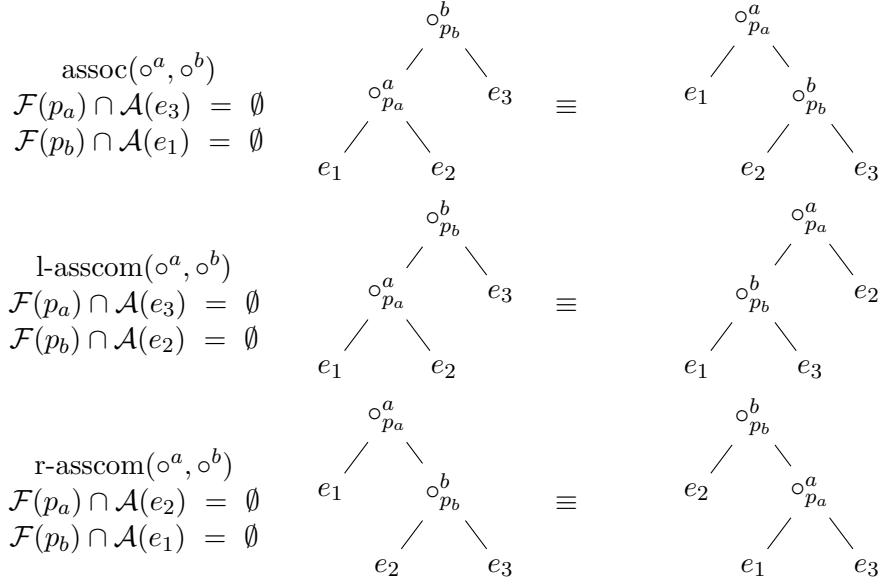 ∘^b_{p_b}
∘^a_{p_a}
assoc(∘^a, ∘^b)
F(p_a) ∩ A(e_3) = ∅
F(p_b) ∩ A(e_1) = ∅
∘^a_{p_a} e_3 ≡ e_1 ∘^b_{p_b}
e_1 e_2 e_2 e_3
∘^b_{p_b}
∘^a_{p_a}
l-asscom(∘^a, ∘^b)
F(p_a) ∩ A(e_3) = ∅
F(p_b) ∩ A(e_2) = ∅
∘^a_{p_a} e_3 ≡ ∘^b_{p_b} e_2
e_1 e_2 e_1 e_3
∘^a_{p_a}
∘^b_{p_b}
r-asscom(∘^a, ∘^b)
F(p_a) ∩ A(e_2) = ∅
F(p_b) ∩ A(e_1) = ∅
e_1 ∘^b_{p_b} ≡ e_2 ∘^a_{p_a}
e_2 e_3 e_1 e_3